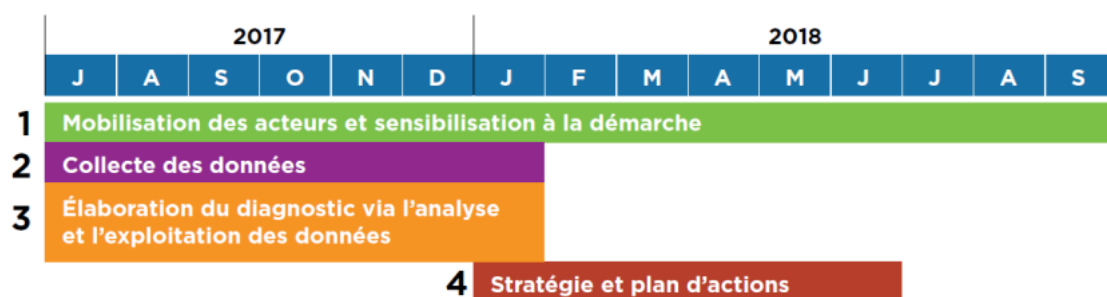 2017 2018
J A S O N D J F M A M J J A S
1 Mobilisation des acteurs et sensibilisation à la démarche
2 Collecte des données
3 Élaboration du diagnostic via l’analyse
et l’exploitation des données
4 Stratégie et plan d’actions